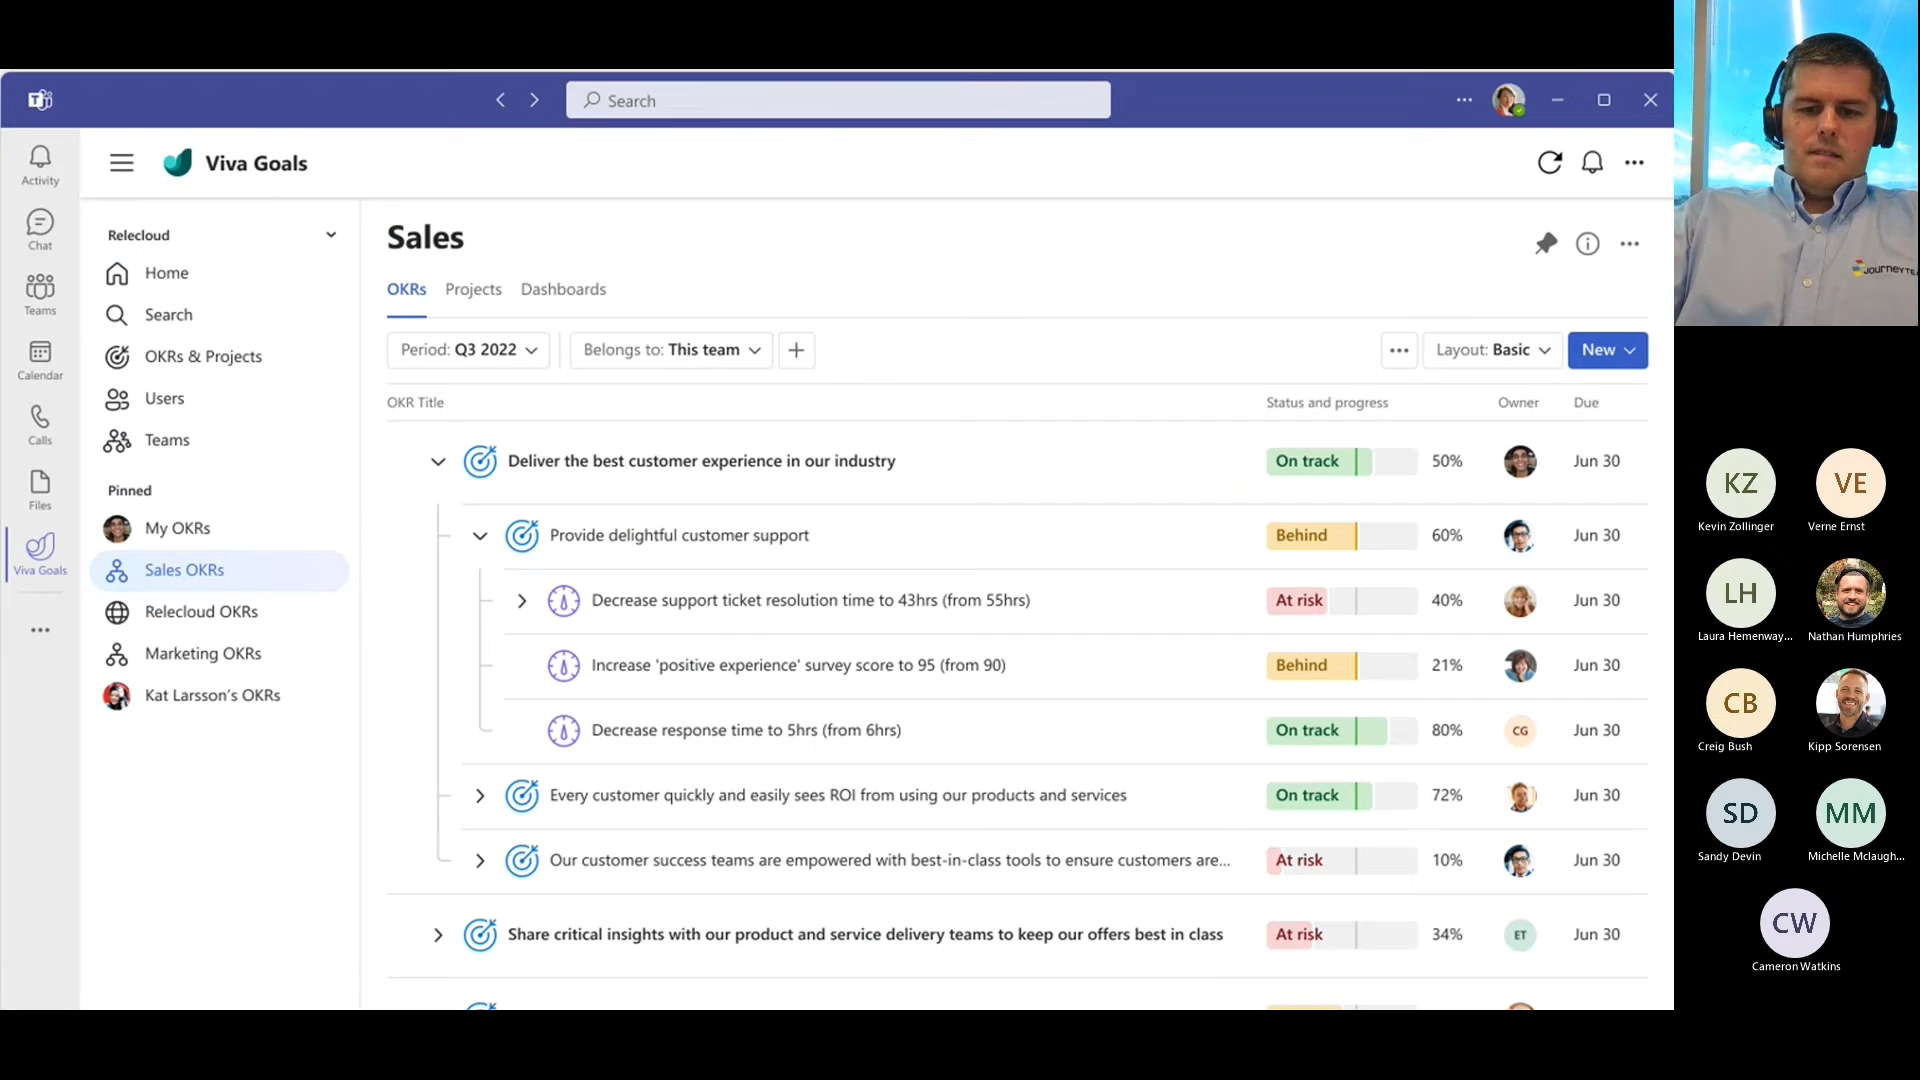 Search
Viva Goals
Activity
Chat
Teams
Calendar
Calls
Files
Viva Goals
Relecloud
Home
Search
OKRs & Projects
Users
Teams
Pinned
My OKRs
Sales OKRs
Relecloud OKRs
Marketing OKRs
Kat Larsson's OKRs
Sales
OKRs Projects Dashboards
Period: Q3 2022 Belongs to: This team Layout: Basic New
OKR Title Status and progress Owner Due
Deliver the best customer experience in our industry On track 50% Jun 30
Provide delightful customer support Behind 60% Jun 30
Decrease support ticket resolution time to 43hrs (from 55hrs) At risk 40% Jun 30
Increase 'positive experience' survey score to 95 (from 90) Behind 21% Jun 30
Decrease response time to 5hrs (from 6hrs) On track 80% CG Jun 30
Every customer quickly and easily sees ROI from using our products and services On track 72% Jun 30
Our customer success teams are empowered with best-in-class tools to ensure customers are... At risk 10% Jun 30
Share critical insights with our product and service delivery teams to keep our offers best in class At risk 34% ET Jun 30
JOURNEYTEA
KZ VE
Kevin Zollinger Verne Ernst
LH
Laura Hemenway... Nathan Humphries
CB
Creig Bush Kipp Sorensen
SD MM
Sandy Devin Michelle Mclaugh...
CW
Cameron Watkins